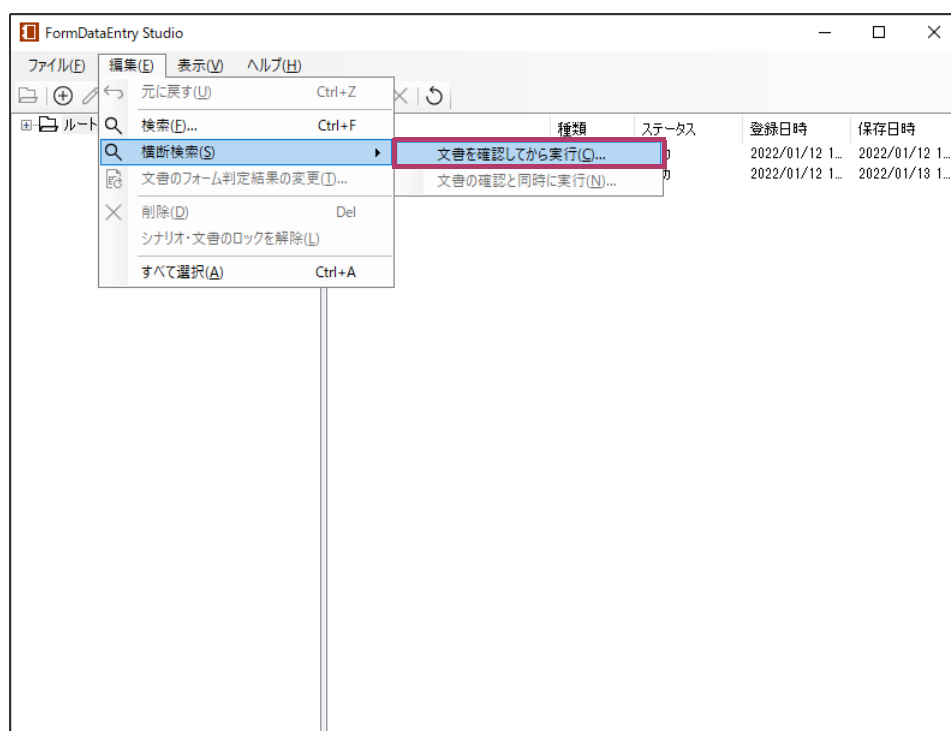 FormDataEntry Studio
ファイル(F) 編集(E) 表示(V) ヘルプ(H)
元に戻す(U) Ctrl+Z
ルート 検索(F)... Ctrl+F 種類 ステータス 登録日時 保存日時
横断検索(S) 文書を確認してから実行(C)... 2022/01/12 1... 2022/01/12 1...
文書のフォーム判定結果の変更(T)... 文書の確認と同時に実行(N)... 2022/01/12 1... 2022/01/13 1...
削除(D) Del
シナリオ・文書のロックを解除(L)
すべて選択(A) Ctrl+A